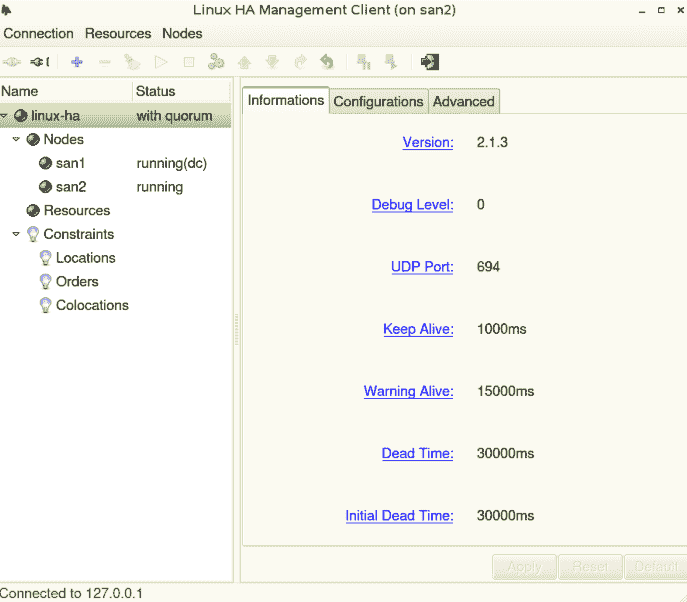 Linux HA Management Client (on san2)
Connection Resources Nodes
Name Status
linux-ha with quorum
Nodes
san1 running(dc)
san2 running
Resources
Constraints
Locations
Orders
Colocations
Informations Configurations Advanced
Version: 2.1.3
Debug Level: 0
UDP Port: 694
Keep Alive: 1000ms
Warning Alive: 15000ms
Dead Time: 30000ms
Initial Dead Time: 30000ms
Apply Reset Default
Connected to 127.0.0.1